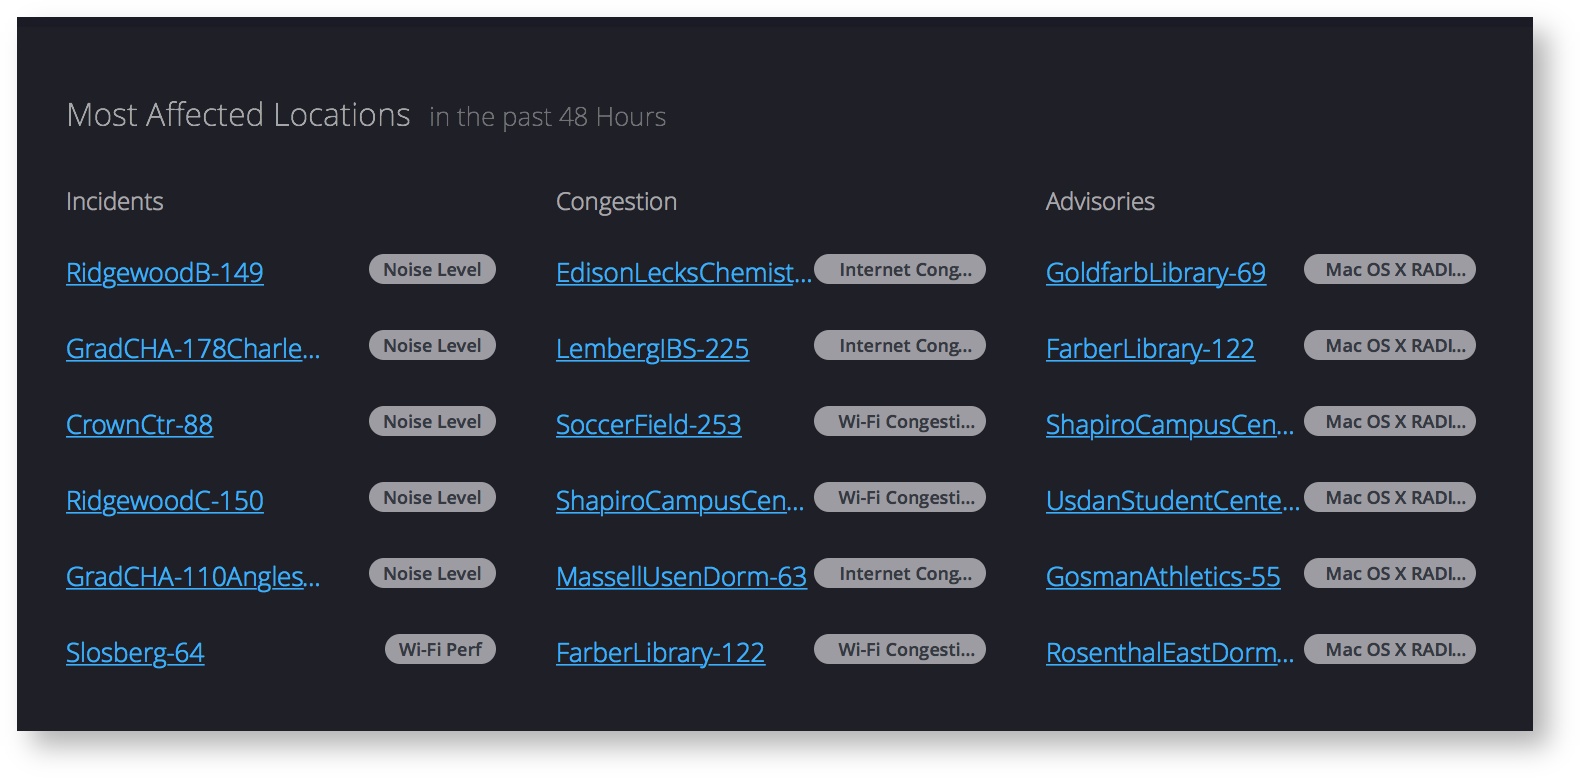 Most Affected Locations in the past 48 Hours
Incidents Congestion Advisories
RidgewoodB-149 Noise Level EdisonLecksChemist... Internet Cong... GoldfarbLibrary-69 Mac OS X RADI...
GradCHA-178Charle... Noise Level LembergIBS-225 Internet Cong... FarberLibrary-122 Mac OS X RADI...
CrownCtr-88 Noise Level SoccerField-253 Wi-Fi Congesti... ShapiroCampusCen... Mac OS X RADI...
RidgewoodC-150 Noise Level ShapiroCampusCen... Wi-Fi Congesti... UsdanStudentCente... Mac OS X RADI...
GradCHA-110Angles... Noise Level MassellUsenDorm-63 Internet Cong... GosmanAthletics-55 Mac OS X RADI...
Slosberg-64 Wi-Fi Perf FarberLibrary-122 Wi-Fi Congesti... RosenthalEastDorm... Mac OS X RADI...